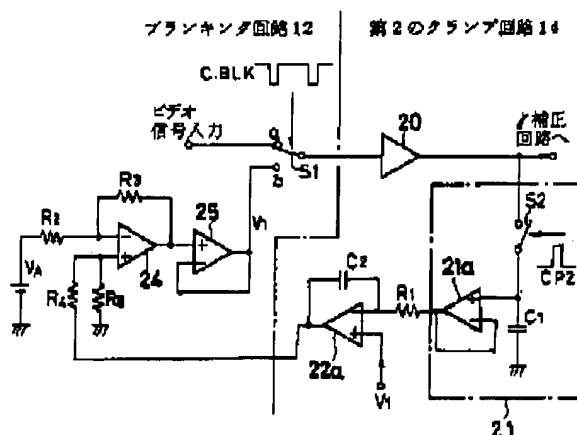 ブランキング回路12
第2のクランプ回路14
C.BLK
ビデオ
信号入力
a
b
S1
20
γ補正
回路へ
S2
CP2
R3
R2
25
V1
24
VA
R4
R5
C2
R1
21a
C1
22a
V1
21